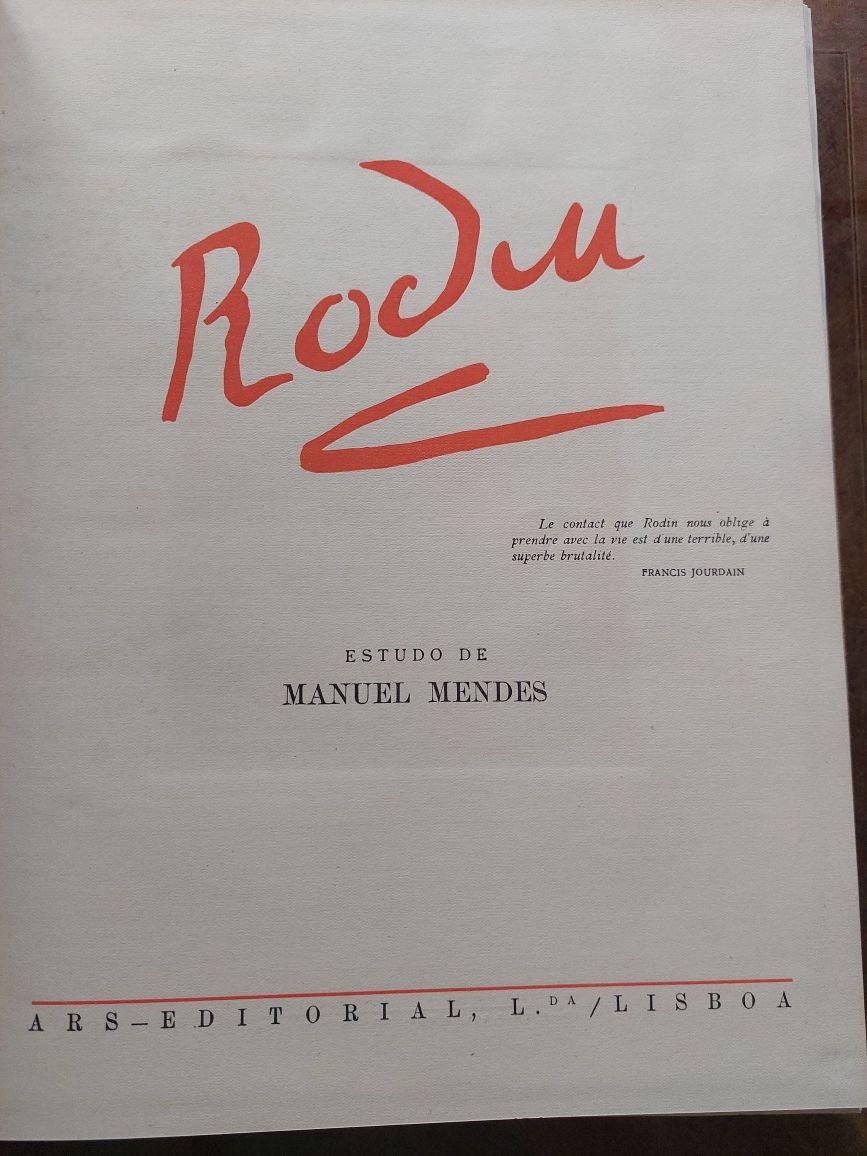 Rodin
Le contact que Rodin nous oblige à
prendre avec la vie est d'une terrible, d'une
superbe brutalité.
FRANCIS JOURDAIN
ESTUDO DE
MANUEL MENDES
ARS–EDITORIAL, L.DA/LISBOA